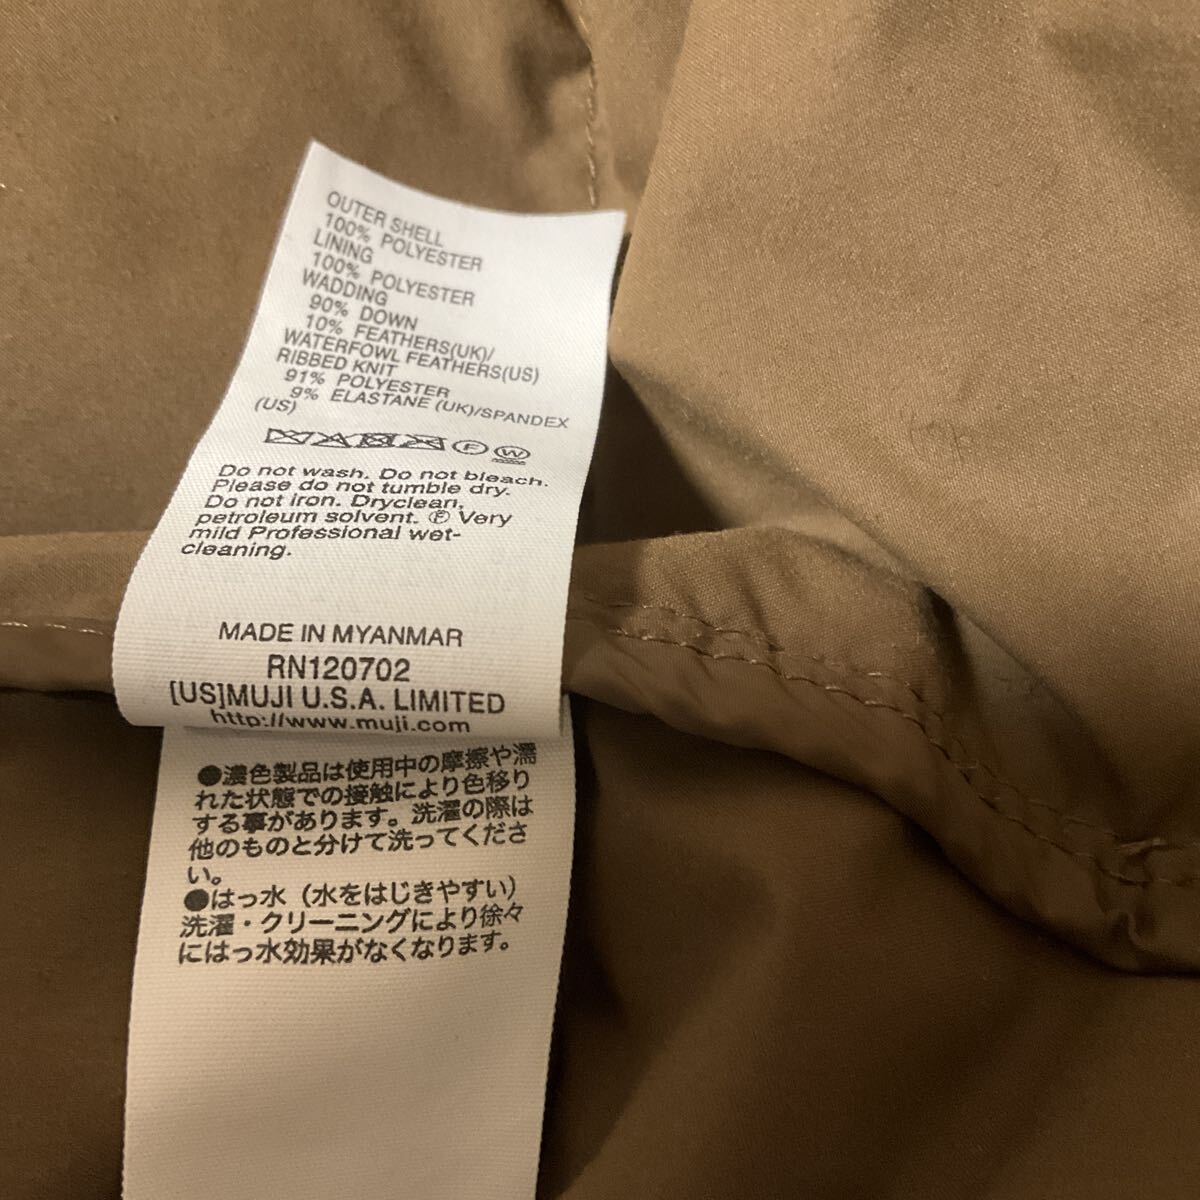 OUTER SHELL
100% POLYESTER
LINING
100% POLYESTER
WADDING
90% DOWN
10% FEATHERS(UK)/
WATERFOWL FEATHERS(US)
RIBBED KNIT
91% POLYESTER
9% ELASTANE (UK)/SPANDEX
(US)
F W
Do not wash. Do not bleach.
Please do not tumble dry.
Do not iron. Dryclean,
petroleum solvent. Ⓕ Very
mild Professional wet-
cleaning.
MADE IN MYANMAR
RN120702
[US]MUJI U.S.A. LIMITED
http://www.muji.com
●濃色製品は使用中の摩擦や濡
れた状態での接触により色移り
する事があります。洗濯の際は
他のものと分けて洗ってくださ
い。
●はっ水（水をはじきやすい）
洗濯・クリーニングにより徐々
にはっ水効果がなくなります。